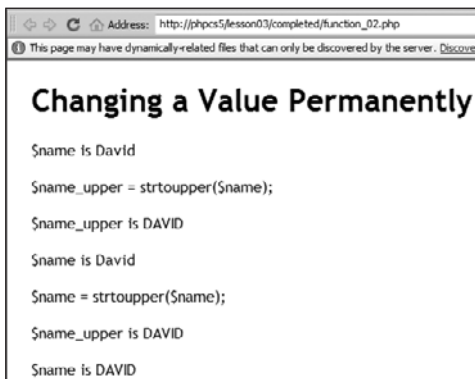 Address: http://phpcs5/lesson03/completed/function_02.php
This page may have dynamically-related files that can only be discovered by the server. Discove
Changing a Value Permanently
$name is David
$name_upper = strtoupper($name);
$name_upper is DAVID
$name is David
$name = strtoupper($name);
$name_upper is DAVID
$name is DAVID